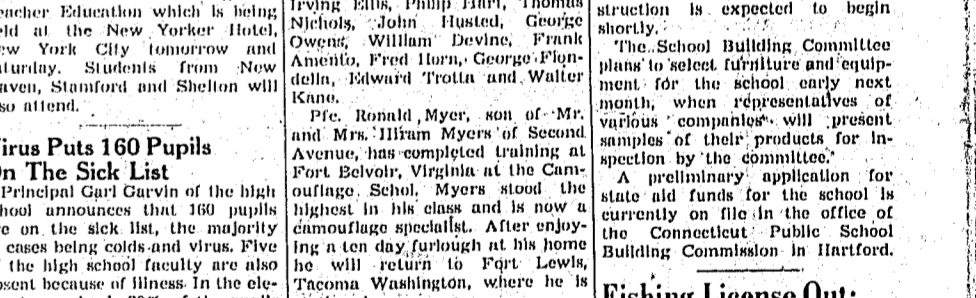 eacher Education which is being
eld at the New Yorker Hotel,
ew York City tomorrow and
aturday. Students from New
aven, Stamford and Shelton will
so attend.
irus Puts 160 Pupils
n The Sick List
Principal Carl Garvin of the high
hool announces that 160 pupils
e on the sick list, the majority
cases being colds and virus. Five
the high school faculty are also
bsent because of illness. In the ele-
Irving Ellis, Philip Hart, Thomas
Nichols, John Husted, George
Owens, William Devine, Frank
Amento, Fred Horn, George Fion-
della, Edward Trotta and Walter
Kane.
Pfc. Ronald Myer, son of Mr.
and Mrs. Hiram Myers of Second
Avenue, has completed training at
Fort Belvoir, Virginia at the Cam-
ouflage Schol. Myers stood the
highest in his class and is now a
camouflage specialist. After enjoy-
ing a ten day furlough at his home
he will return to Fort Lewis,
Tacoma Washington, where he is
struction is expected to begin
shortly.
The School Building Committee
plans to select furniture and equip-
ment for the school early next
month, when representatives of
various companies will present
samples of their products for in-
spection by the committee.
A preliminary application for
state aid funds for the school is
currently on file in the office of
the Connecticut Public School
Building Commission in Hartford.
Fishing License Out: